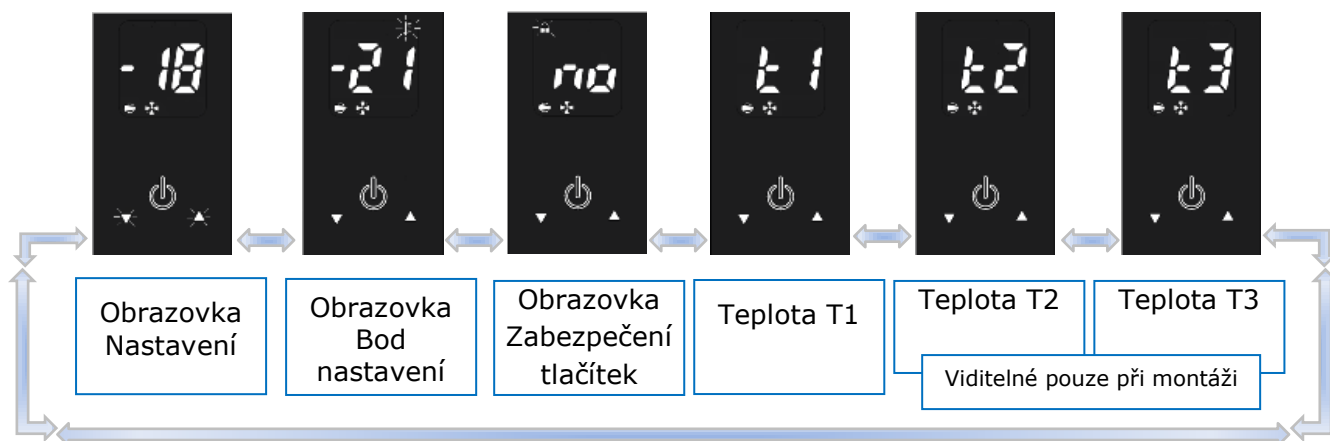 -18
-21
no
t1
t2
t3
Obrazovka
Nastavení
Obrazovka
Bod
nastavení
Obrazovka
Zabezpečení
tlačítek
Teplota T1
Teplota T2
Teplota T3
Viditelné pouze při montáži